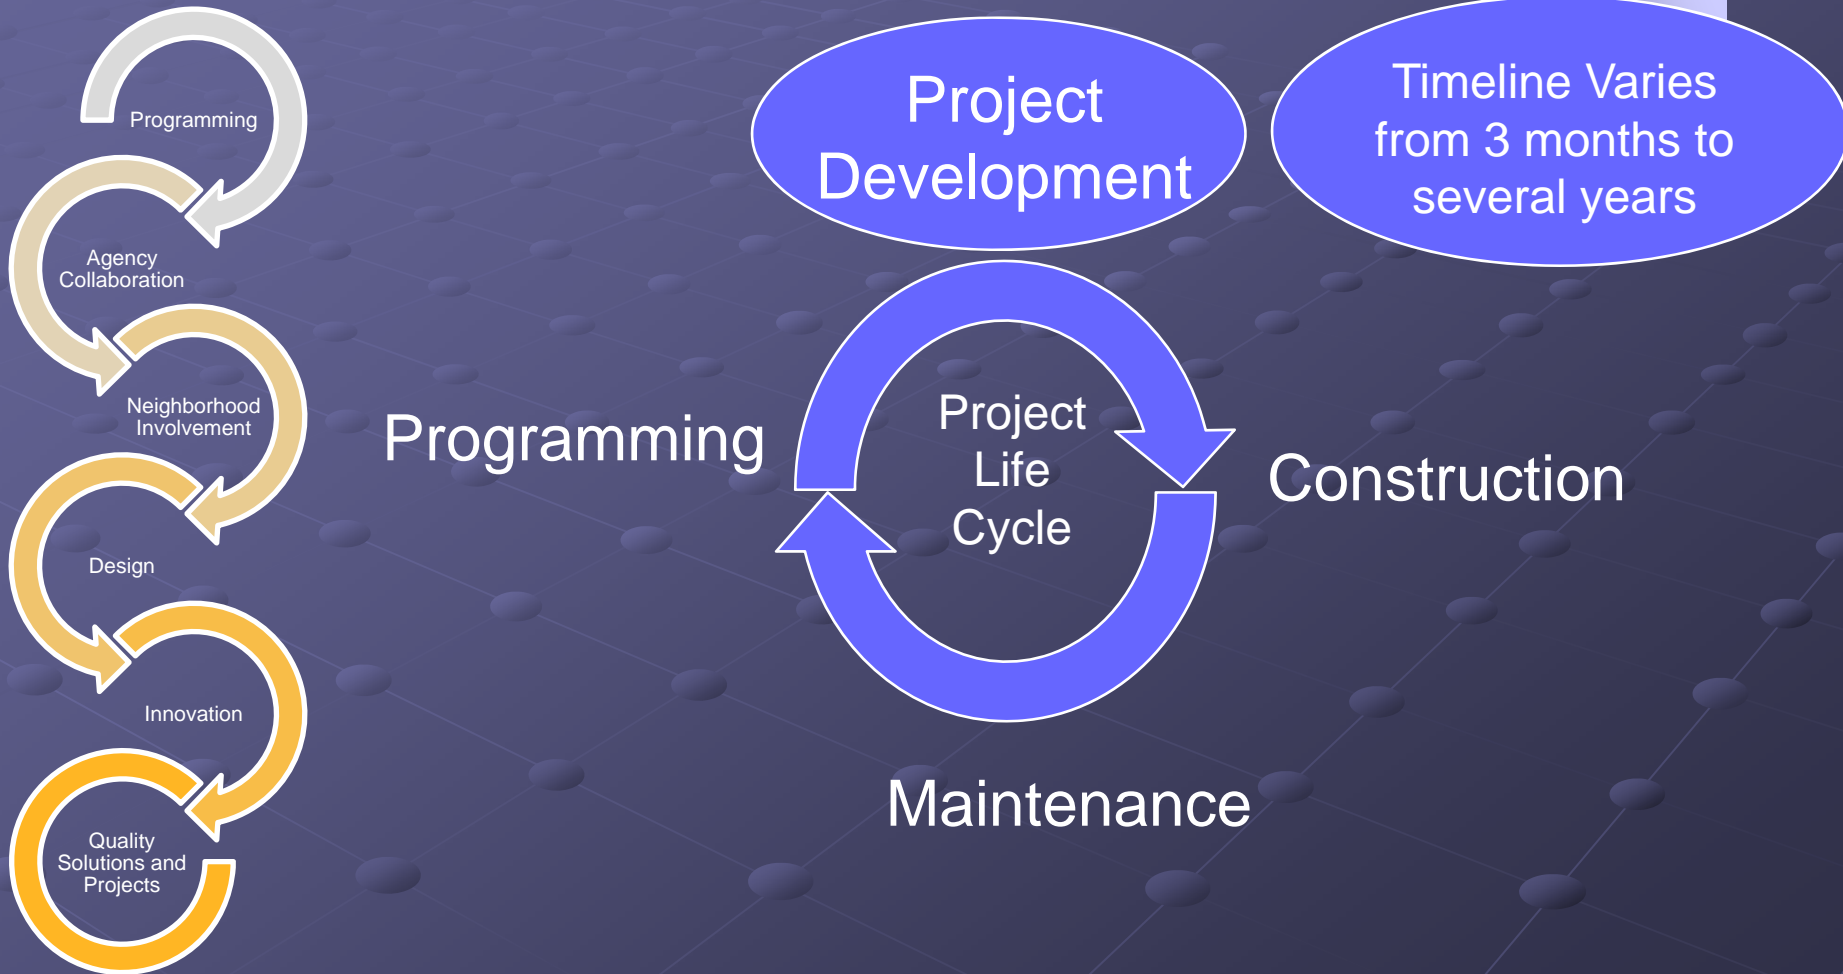 Programming
Agency
Collaboration
Neighborhood
Involvement
Design
Innovation
Quality
Solutions and
Projects
Project
Development
Timeline Varies
from 3 months to
several years
Programming
Project
Life
Cycle
Construction
Maintenance